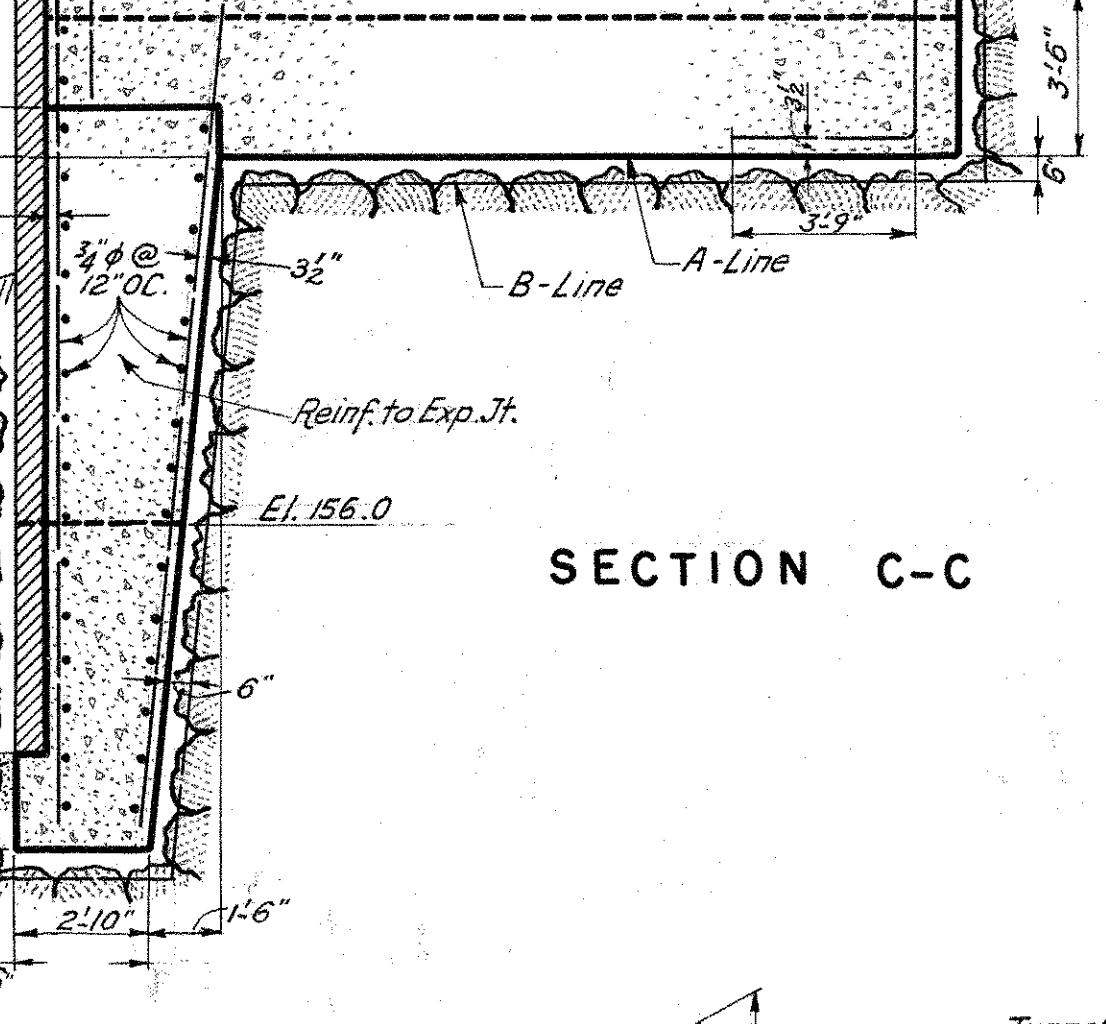 3'-6"
3½"
6"
3'-9"
A-Line
B-Line
¾"φ @
12" OC.
3½"
Reinf. to Exp. Jt.
El. 156.0
SECTION C-C
6"
2'-10"
1'-6"